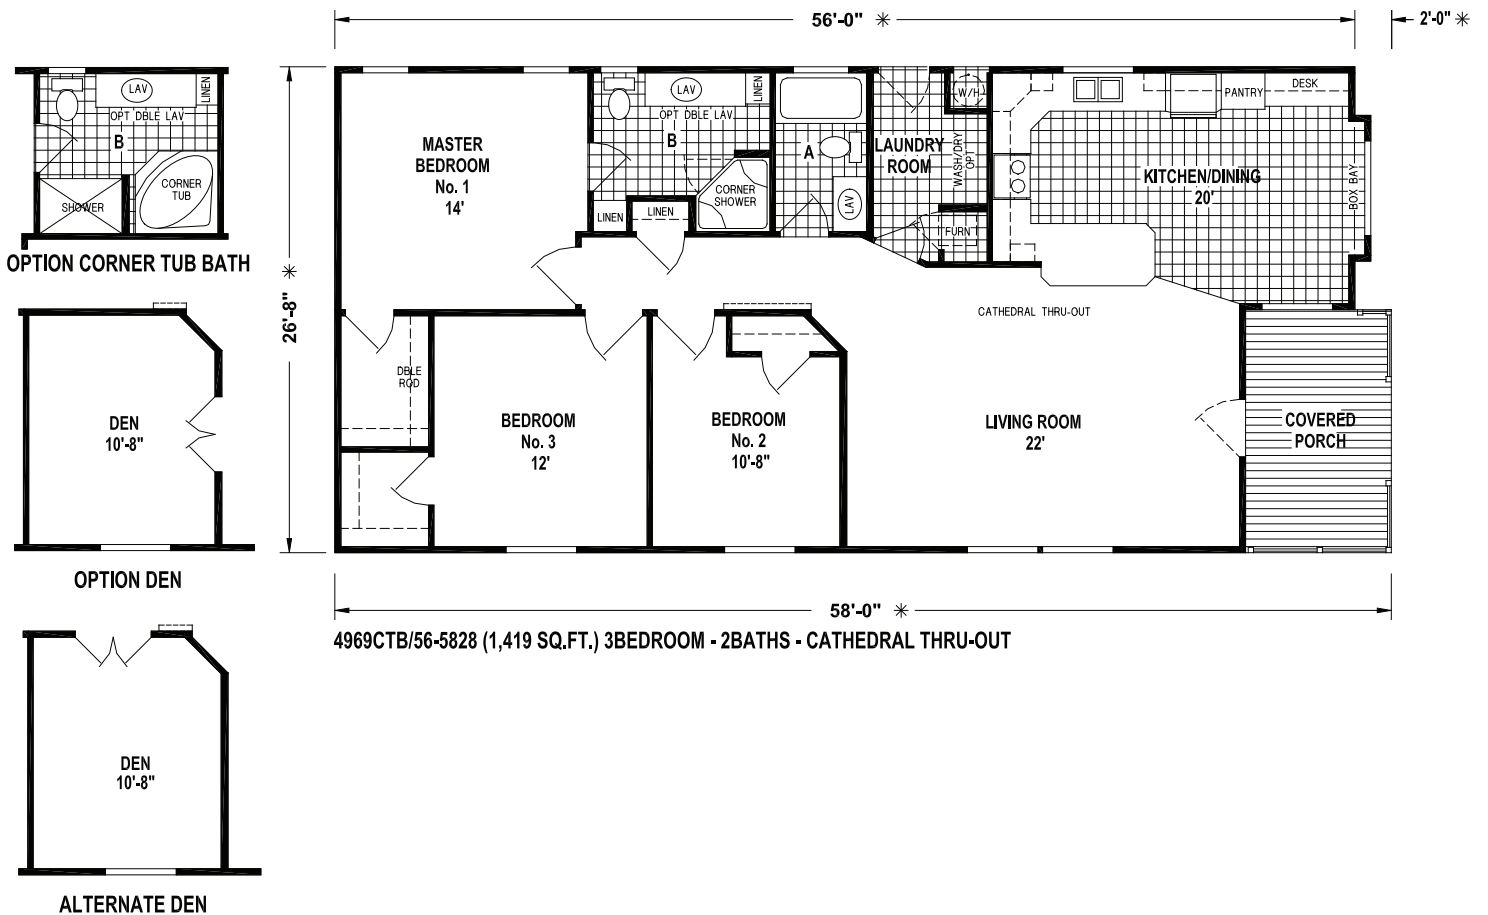 56'-0" ✳
2'-0" ✳
LAV
LINEN
OPT DBLE LAV
B
CORNER
TUB
SHOWER
OPTION CORNER TUB BATH
26'-8" ✳
MASTER
BEDROOM
No. 1
14'
LAV
LINEN
OPT DBLE LAV
B
CORNER
SHOWER
LINEN
LINEN
A
LAV
LAUNDRY
ROOM
W/H
WASH/DRY
OPT
FURN
PANTRY
DESK
KITCHEN/DINING
20'
BOX BAY
CATHEDRAL THRU-OUT
DBLE
ROD
BEDROOM
No. 3
12'
BEDROOM
No. 2
10'-8"
LIVING ROOM
22'
COVERED
PORCH
DEN
10'-8"
OPTION DEN
58'-0" ✳
4969CTB/56-5828 (1,419 SQ.FT.) 3BEDROOM - 2BATHS - CATHEDRAL THRU-OUT
DEN
10'-8"
ALTERNATE DEN